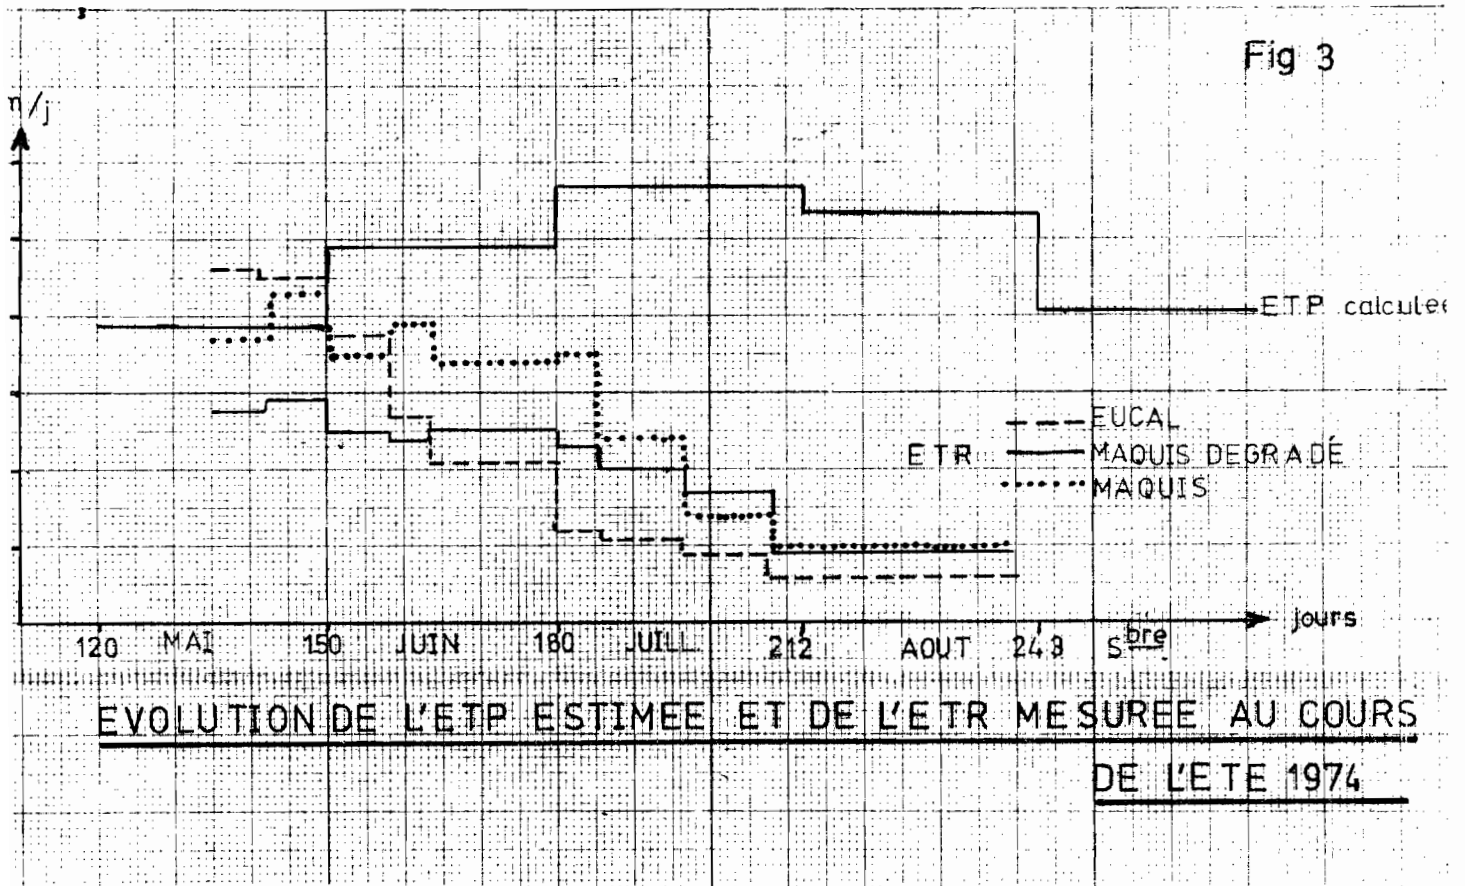 Fig 3
m/j
ETP calculée
EUCAL
ETR MAQUIS DEGRADÉ
MAQUIS
jours
120 MAI 150 JUIN 180 JUILL 212 AOUT 243 Sbre
EVOLUTION DE L'ETP ESTIMEE ET DE L'ETR MESUREE AU COURS
DE L'ETE 1974